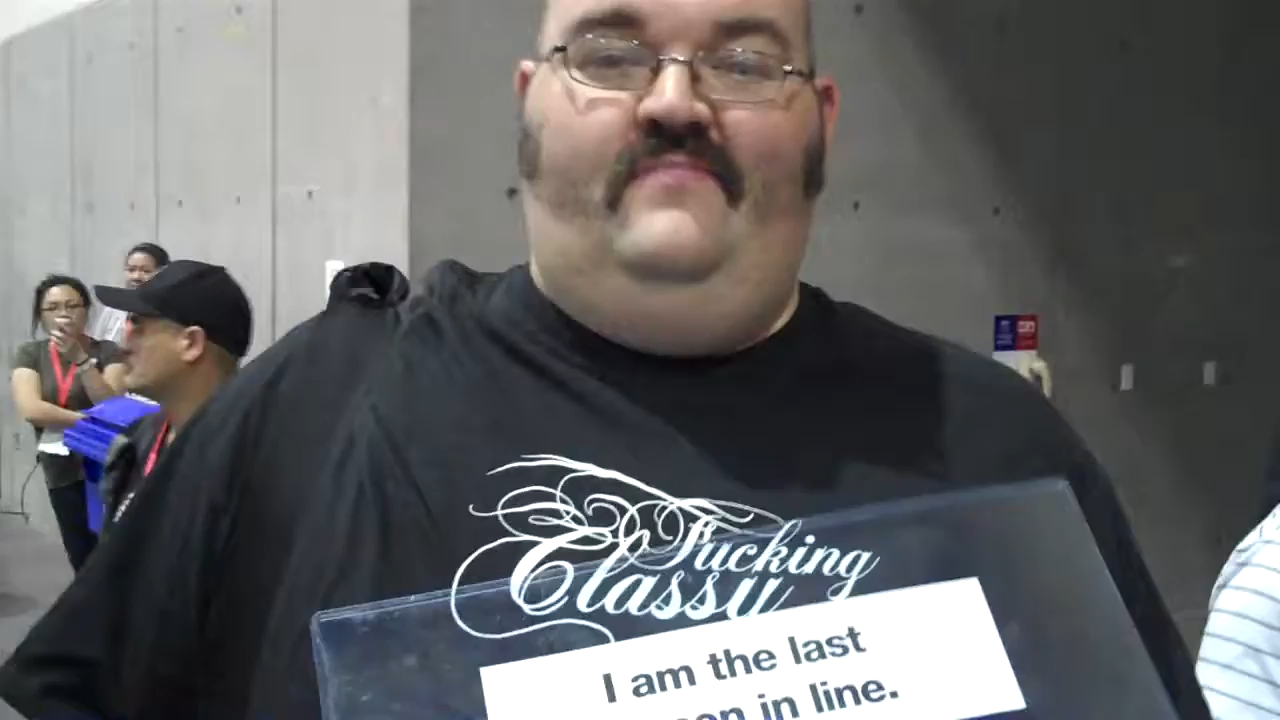 Fucking
Classy
I am the last
in line.